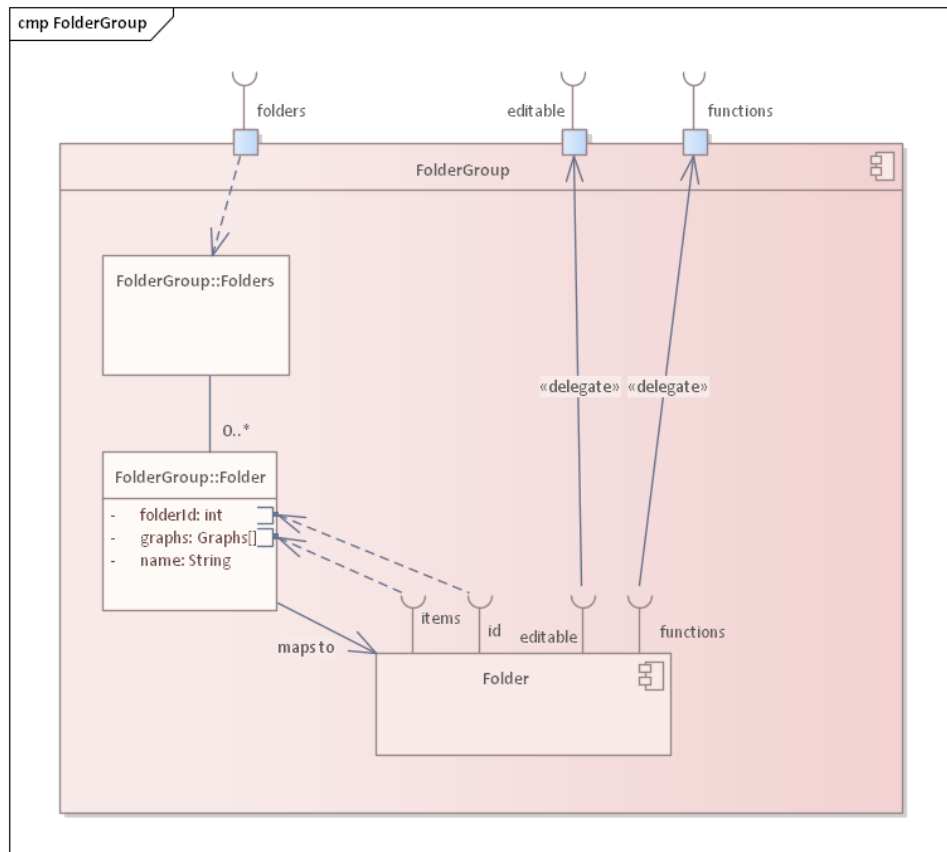 cmp FolderGroup
folders
editable
functions
FolderGroup
FolderGroup::Folders
«delegate»
«delegate»
0..*
FolderGroup::Folder
- folderId: int
- graphs: Graphs[]
- name: String
items
id
editable
functions
maps to
Folder